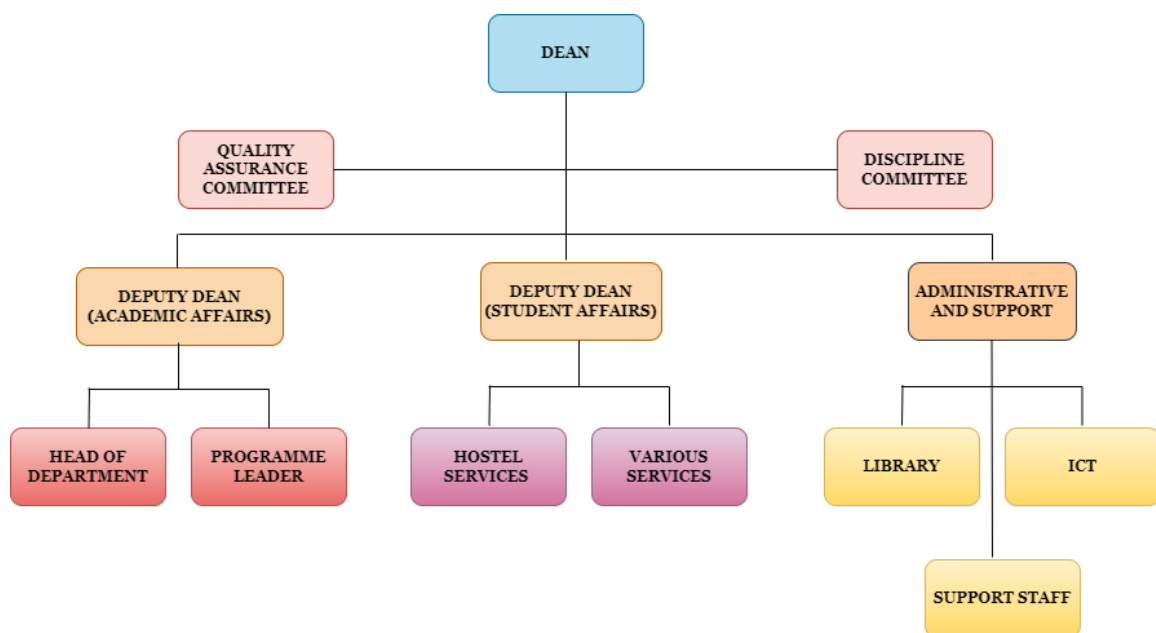 DEAN
QUALITY
ASSURANCE
COMMITTEE
DISCIPLINE
COMMITTEE
DEPUTY DEAN
(ACADEMIC AFFAIRS)
DEPUTY DEAN
(STUDENT AFFAIRS)
ADMINISTRATIVE
AND SUPPORT
HEAD OF
DEPARTMENT
PROGRAMME
LEADER
HOSTEL
SERVICES
VARIOUS
SERVICES
LIBRARY
ICT
SUPPORT STAFF